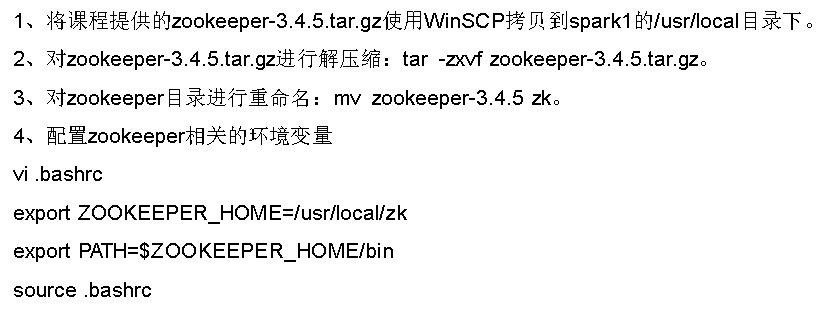 1、将课程提供的zookeeper-3.4.5.tar.gz使用WinSCP拷贝到spark1的/usr/local目录下。
2、对zookeeper-3.4.5.tar.gz进行解压缩：tar -zxvf zookeeper-3.4.5.tar.gz。
3、对zookeeper目录进行重命名：mv zookeeper-3.4.5 zk。
4、配置zookeeper相关的环境变量
vi .bashrc
export ZOOKEEPER_HOME=/usr/local/zk
export PATH=$ZOOKEEPER_HOME/bin
source .bashrc